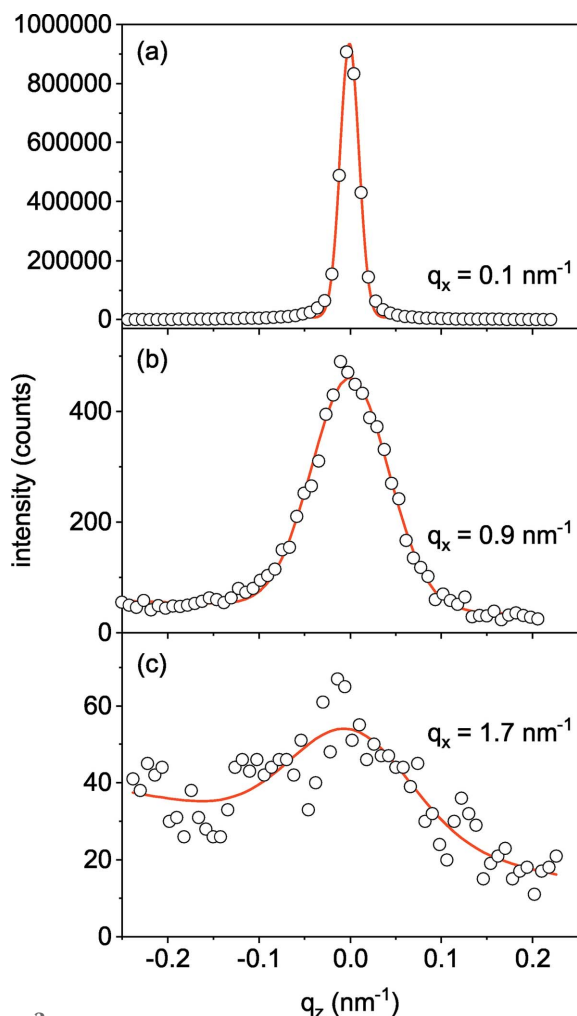 1000000
(a)
800000
600000
400000
200000
0
qx = 0.1 nm-1
(b)
400
200
0
qx = 0.9 nm-1
intensity (counts)
(c)
60
40
20
0
qx = 1.7 nm-1
-0.2 -0.1 0.0 0.1 0.2
qz (nm-1)